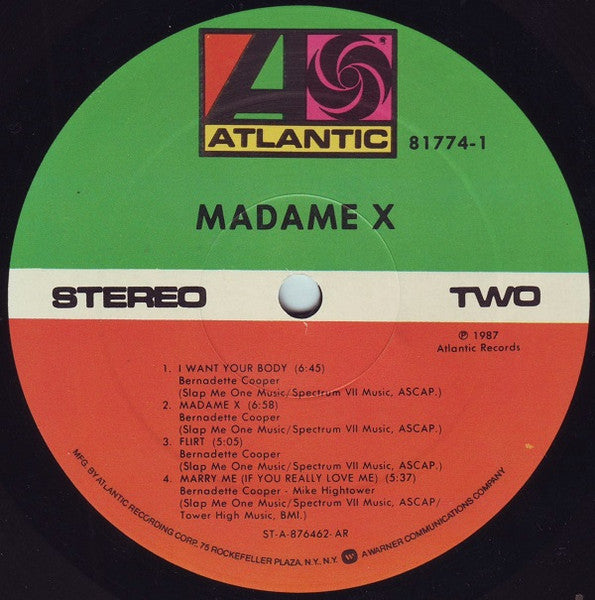 ATLANTIC
81774-1
MADAME X
STEREO
TWO
℗ 1987
Atlantic Records
1. I WANT YOUR BODY (6:45)
Bernadette Cooper
(Slap Me One Music/Spectrum VII Music, ASCAP.)
2. MADAME X (6:58)
Bernadette Cooper
(Slap Me One Music/Spectrum VII Music, ASCAP.)
3. FLIRT (5:05)
Bernadette Cooper
(Slap Me One Music/Spectrum VII Music, ASCAP.)
4. MARRY ME (IF YOU REALLY LOVE ME) (5:37)
Bernadette Cooper - Mike Hightower
(Slap Me One Music/Spectrum VII Music, ASCAP/
Tower High Music, BMI.)
ST-A-876462-AR
MFG. BY ATLANTIC RECORDING CORP. 75 ROCKEFELLER PLAZA, N.Y., N.Y. A WARNER COMMUNICATIONS COMPANY